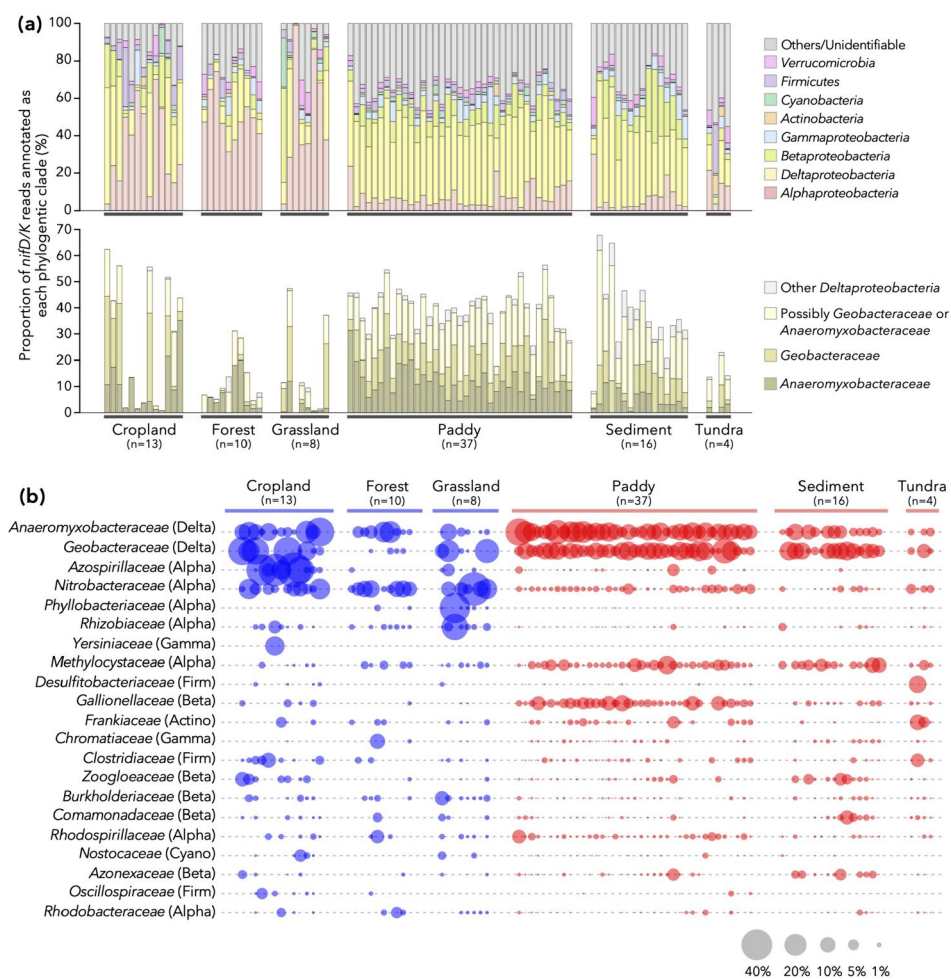 (a)
Proportion of nifD/K reads annotated as
each phylogentic clade (%)
100
80
60
40
20
0
Others/Unidentifiable
Verrucomicrobia
Firmicutes
Cyanobacteria
Actinobacteria
Gammaproteobacteria
Betaproteobacteria
Deltaproteobacteria
Alphaproteobacteria
70
60
50
40
30
20
10
0
Other Deltaproteobacteria
Possibly Geobacteraceae or
Anaeromyxobacteraceae
Geobacteraceae
Anaeromyxobacteraceae
Cropland Forest Grassland Paddy Sediment Tundra
(n=13) (n=10) (n=8) (n=37) (n=16) (n=4)
(b)
Cropland Forest Grassland Paddy Sediment Tundra
(n=13) (n=10) (n=8) (n=37) (n=16) (n=4)
Anaeromyxobacteraceae (Delta)
Geobacteraceae (Delta)
Azospirillaceae (Alpha)
Nitrobacteraceae (Alpha)
Phyllobacteriaceae (Alpha)
Rhizobiaceae (Alpha)
Yersiniaceae (Gamma)
Methylocystaceae (Alpha)
Desulfitobacteriaceae (Firm)
Gallionellaceae (Beta)
Frankiaceae (Actino)
Chromatiaceae (Gamma)
Clostridiaceae (Firm)
Zoogloeaceae (Beta)
Burkholderiaceae (Beta)
Comamonadaceae (Beta)
Rhodospirillaceae (Alpha)
Nostocaceae (Cyano)
Azonexaceae (Beta)
Oscillospiraceae (Firm)
Rhodobacteraceae (Alpha)
40% 20% 10% 5% 1%